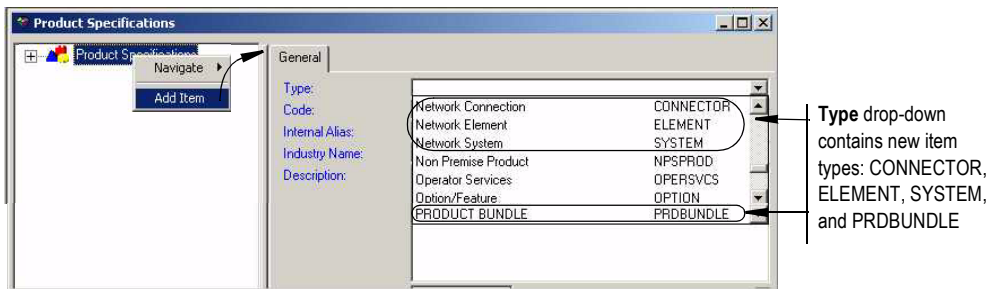 Product Specifications
Product Specifications
Navigate
Add Item
General
Type:
Code:
Internal Alias:
Industry Name:
Description:
Network Connection CONNECTOR
Network Element ELEMENT
Network System SYSTEM
Non Premise Product NPSPROD
Operator Services OPERSVCS
Option/Feature OPTION
PRODUCT BUNDLE PRDBUNDLE
Type drop-down
contains new item
types: CONNECTOR,
ELEMENT, SYSTEM,
and PRDBUNDLE